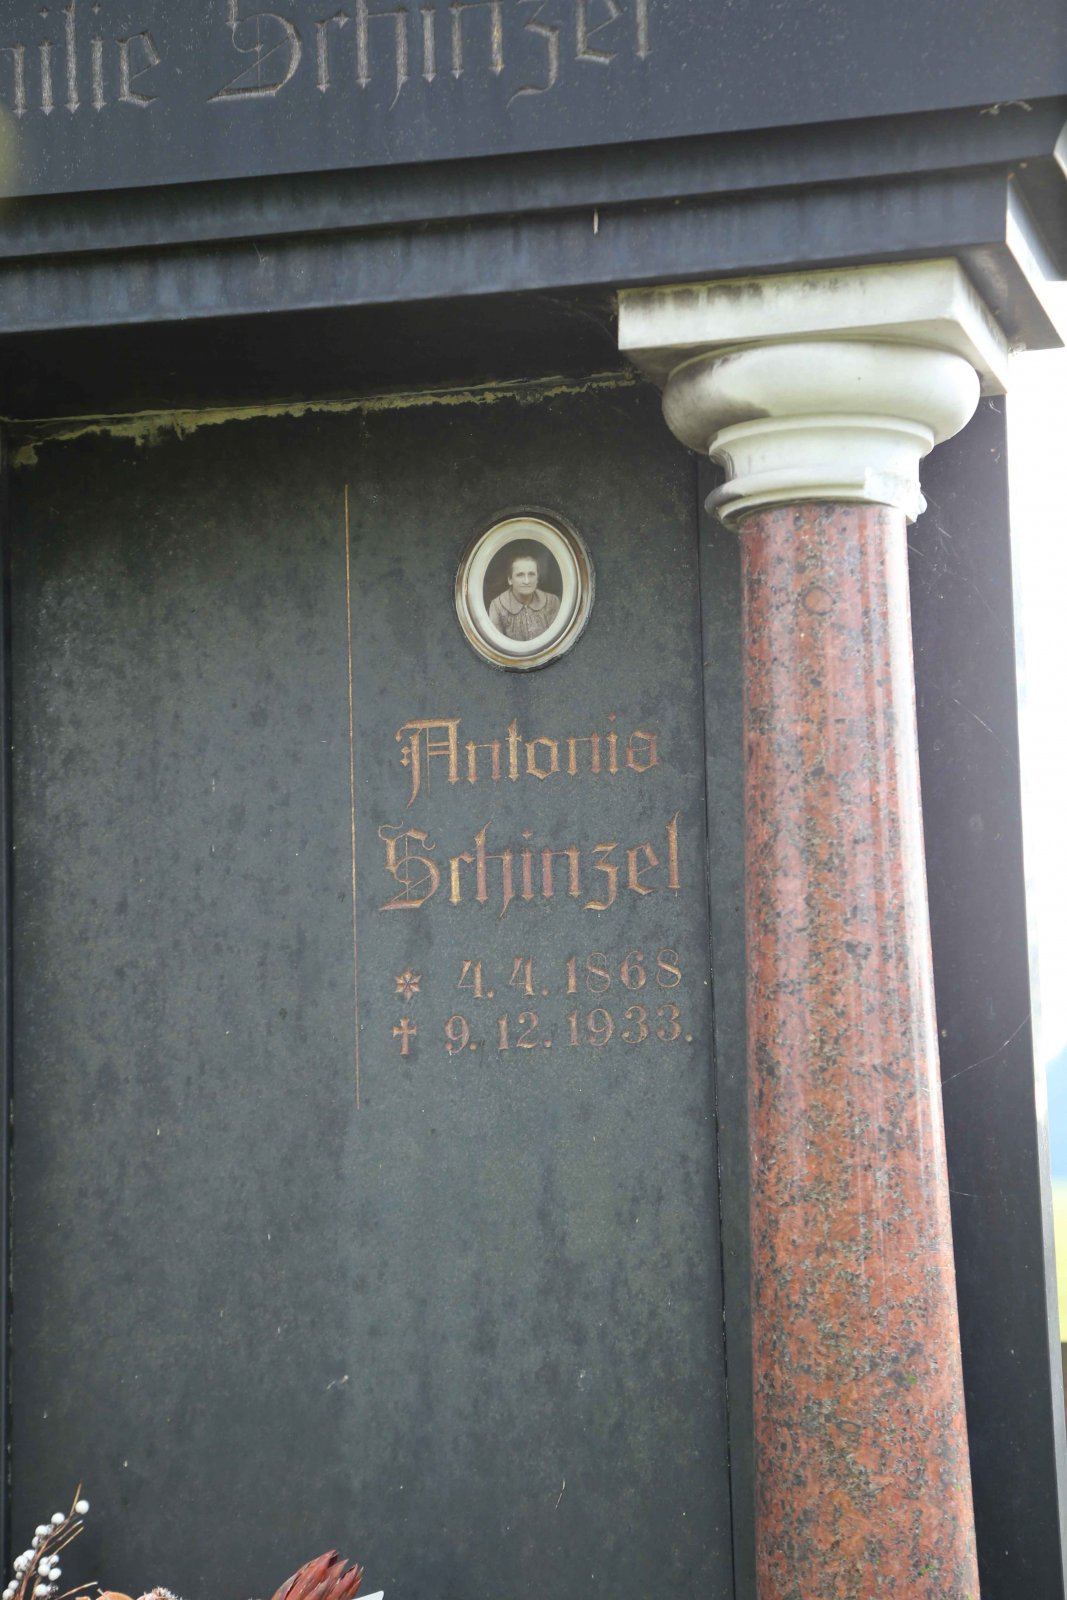 milie Schinzel
Antonia
Schinzel
* 4. 4. 1868
† 9. 12. 1933.